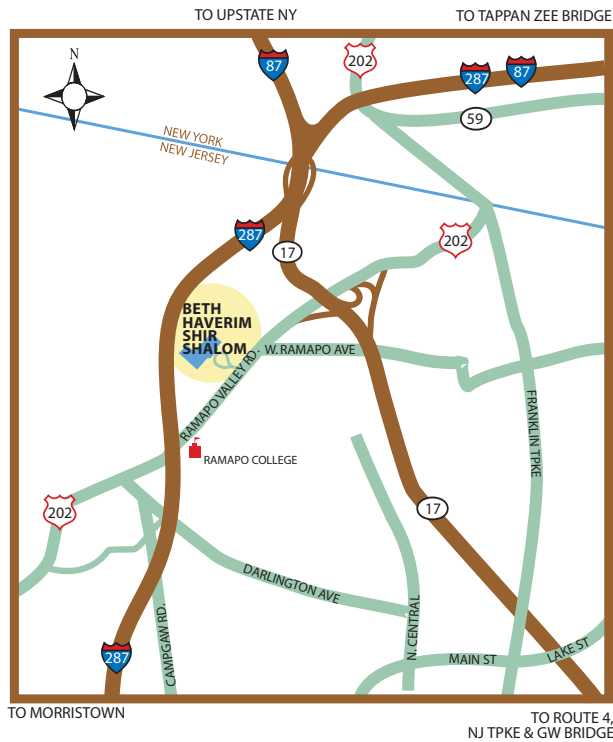 TO UPSTATE NY
TO TAPPAN ZEE BRIDGE
N
87
202
287
87
59
NEW YORK
NEW JERSEY
287
202
17
BETH
HAVERIM
SHIR
SHALOM
W. RAMAPO AVE
RAMAPO VALLEY RD.
FRANKLIN TPKE
RAMAPO COLLEGE
202
17
DARLINGTON AVE
CAMPGAW RD.
N. CENTRAL
MAIN ST
LAKE ST
287
TO MORRISTOWN
TO ROUTE 4,
NJ TPKE & GW BRIDGE